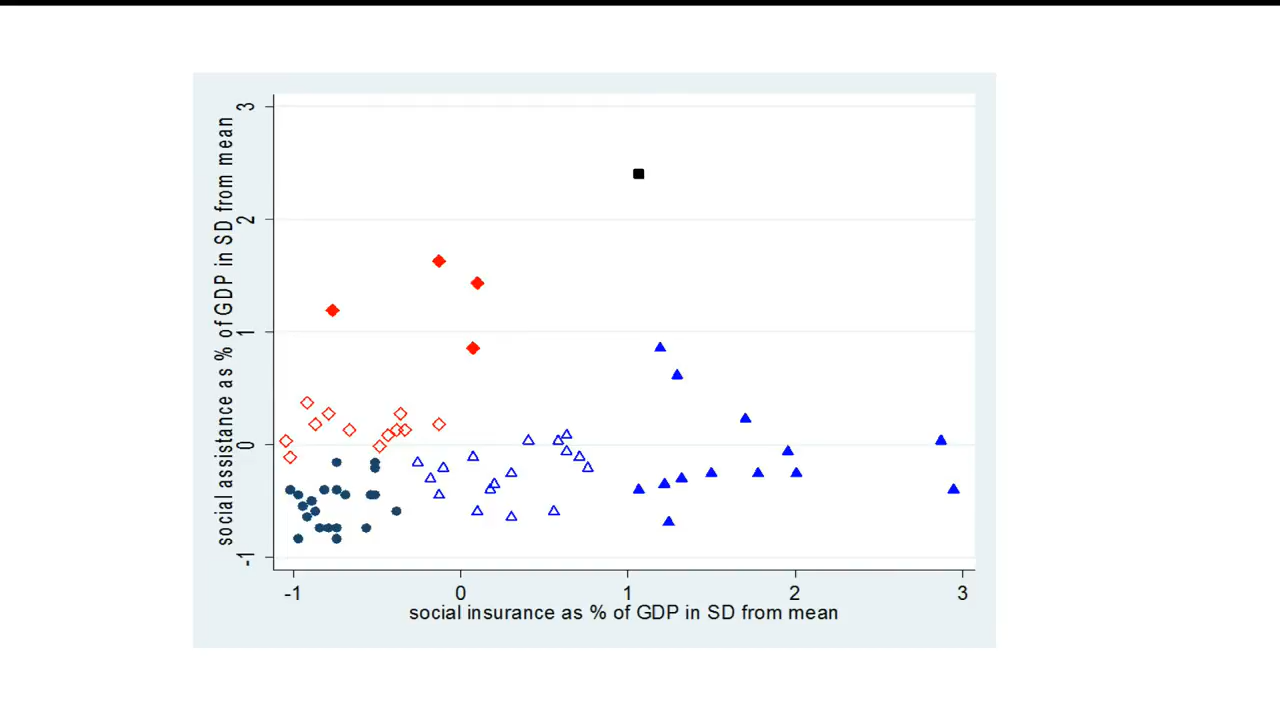 social assistance as % of GDP in SD from mean
3
2
1
0
-1
-1 0 1 2 3
social insurance as % of GDP in SD from mean